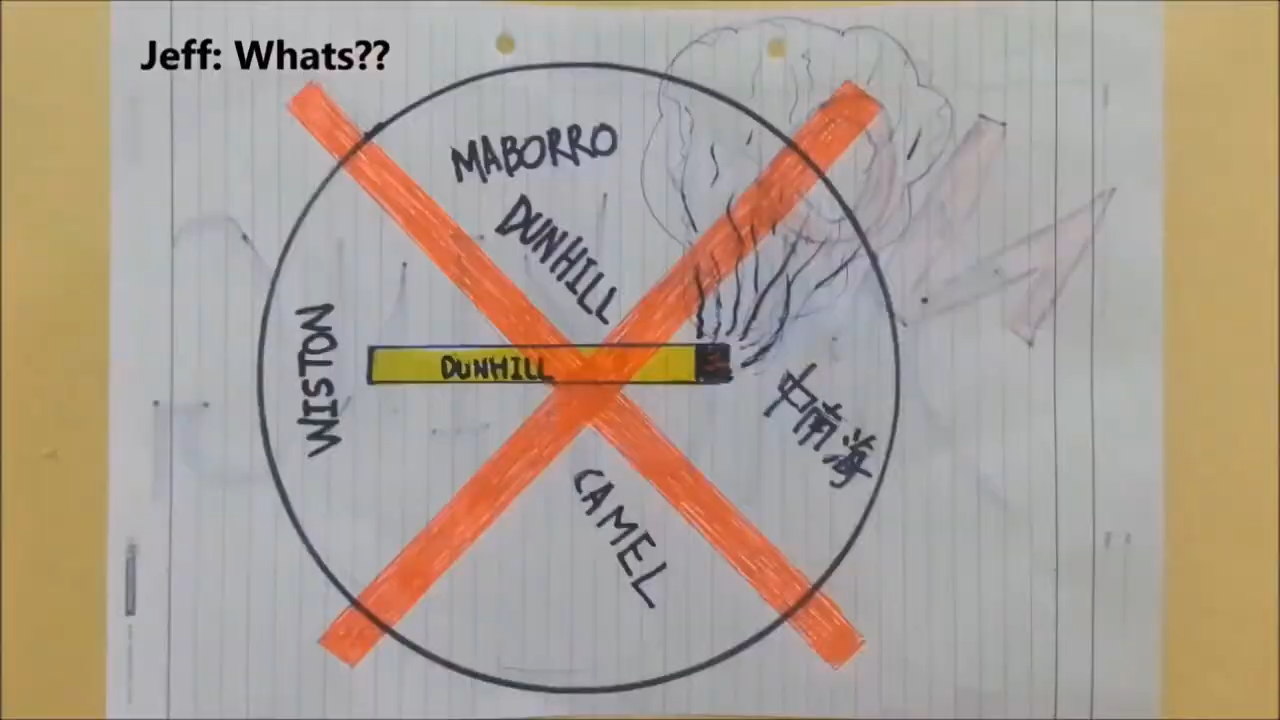 Jeff: Whats??
MABORRO
DUNHILL
WISTON
DUNHILL
中南海
CAMEL